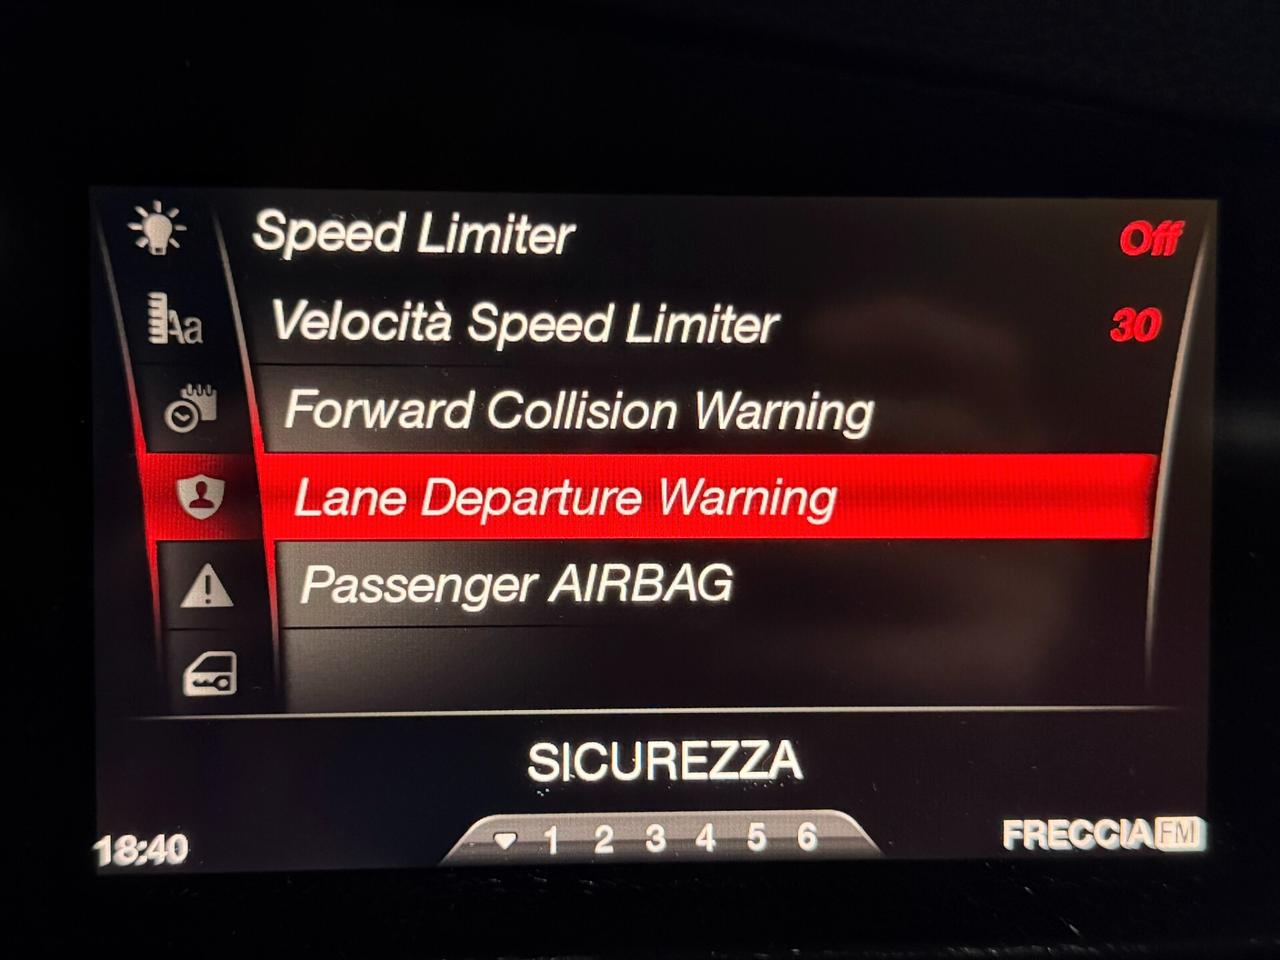 Speed Limiter Off
Aa
Velocità Speed Limiter 30
Forward Collision Warning
Lane Departure Warning
Passenger AIRBAG
SICUREZZA
18:40
1 2 3 4 5 6
FRECCIA FM